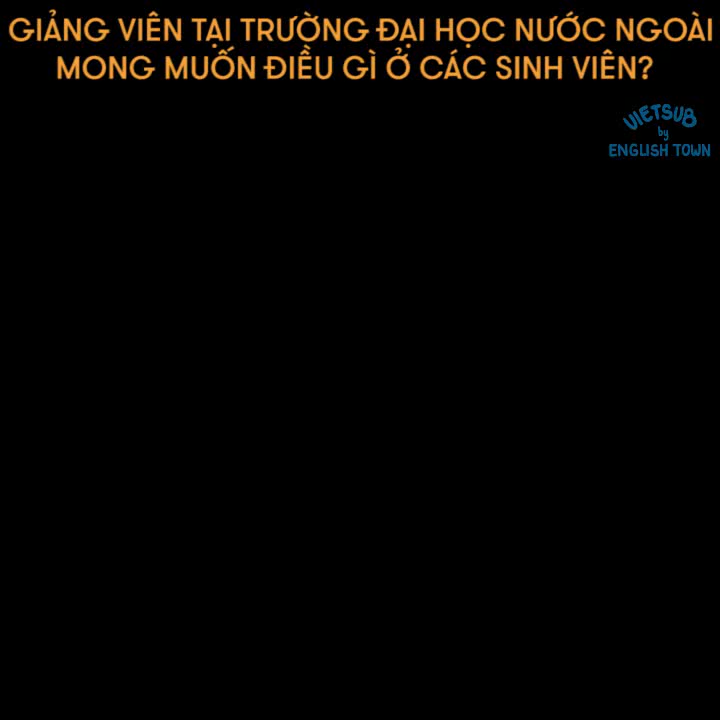 GIẢNG VIÊN TẠI TRƯỜNG ĐẠI HỌC NƯỚC NGOÀI
MONG MUỐN ĐIỀU GÌ Ở CÁC SINH VIÊN?
VIETSUB
by
ENGLISH TOWN